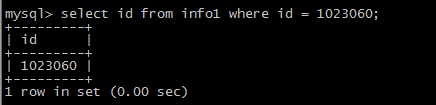 mysql> select id from info1 where id = 1023060;
+---------+
| id      |
+---------+
| 1023060 |
+---------+
1 row in set (0.00 sec)